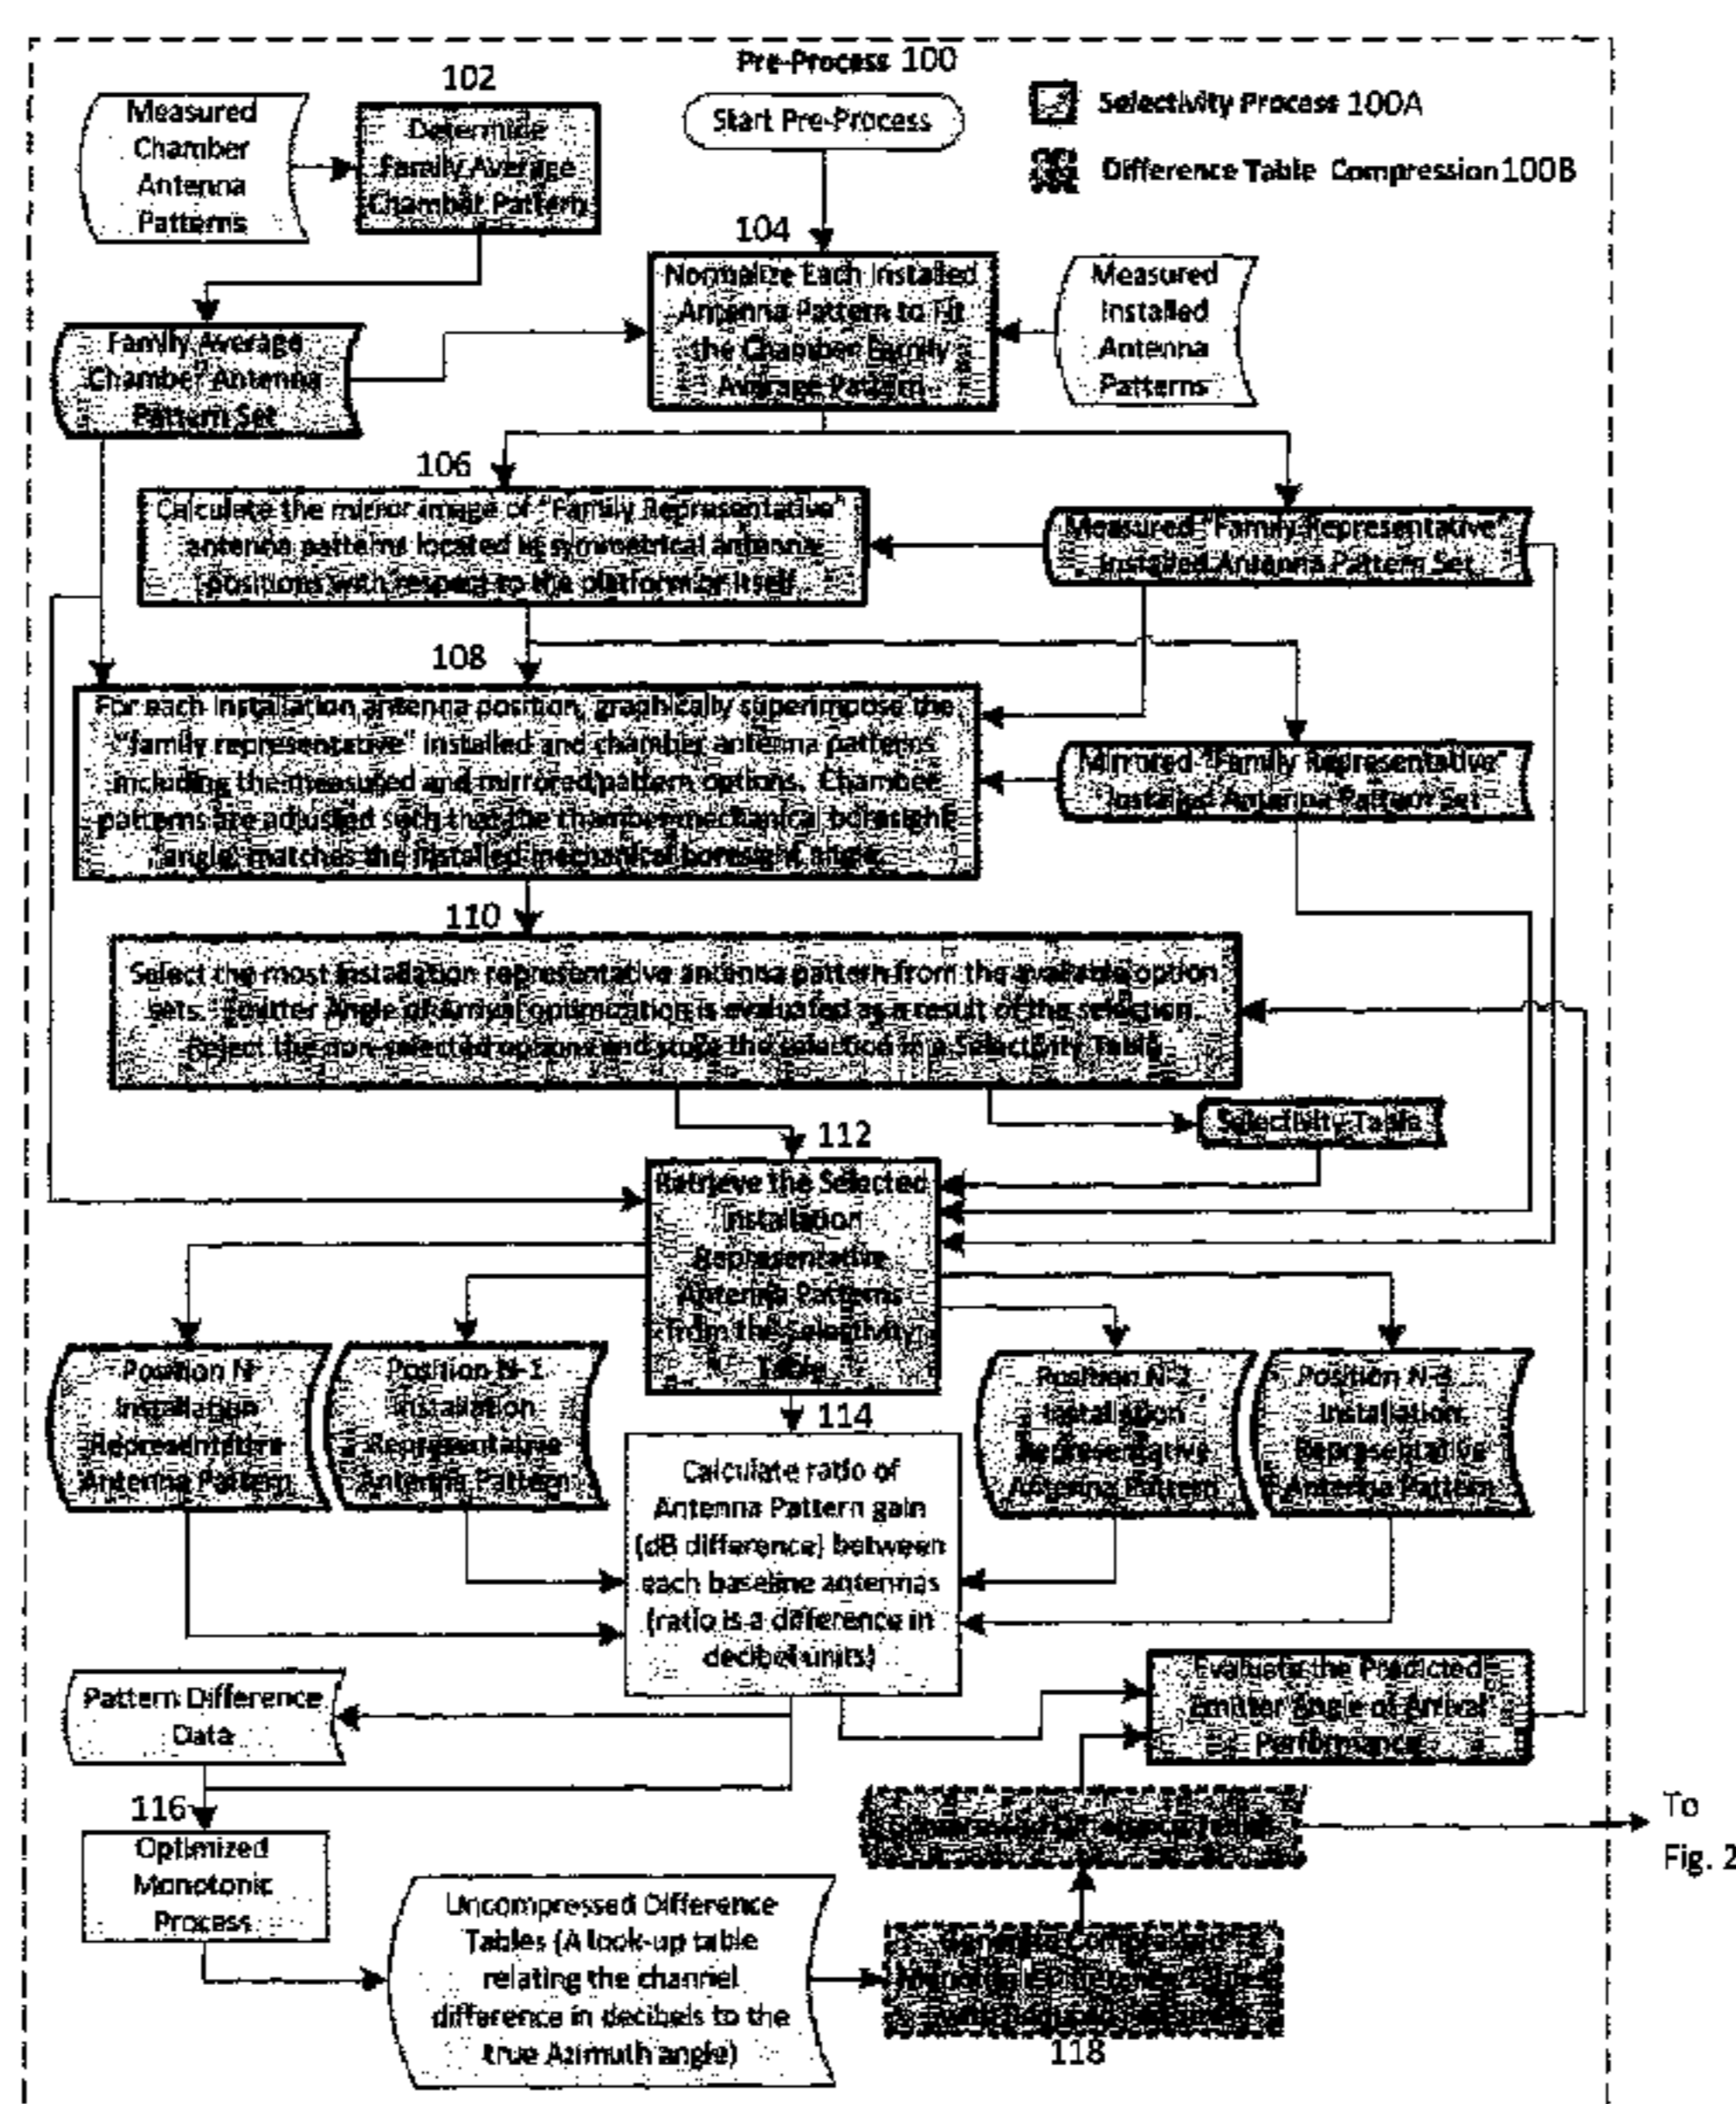 Pre-Process 100
102
Measured
Chamber
Antenna
Patterns
Determine
Family Average
Chamber Pattern
Start Pre-Process
Selectivity Process 100A
Difference Table Compression 100B
104
Normalize Each Installed
Antenna Pattern to Fit
the Chamber Family
Average Pattern
Measured
Installed
Antenna
Patterns
Family Average
Chamber Antenna
Pattern Set
106
Calculate the mirror image of "Family Representative"
antenna patterns located at symmetrical antenna
positions with respect to the platform or itself
Measured "Family Representative"
Installed Antenna Pattern Set
108
For each installation antenna position, graphically superimpose the
"family representative" installed and chamber antenna patterns
including the measured and mirrored pattern options. Chamber
patterns are adjusted such that the chamber mechanical boresight
angle matches the installed mechanical boresight angle.
Mirrored "Family Representative"
Installed Antenna Pattern Set
110
Select the most installation representative antenna pattern from the available option
sets. Emitter Angle of Arrival optimization is evaluated as a result of the selection.
Reject the non-selected options and store the selection in a Selectivity Table
Selectivity Table
112
Retrieve the Selected
Installation
Representative
Antenna Patterns
from the Selectivity
Table
Position N
Installation
Representative
Antenna Pattern
Position N-1
Installation
Representative
Antenna Pattern
Position N-2
Installation
Representative
Antenna Pattern
Position N-3
Installation
Representative
Antenna Pattern
114
Calculate ratio of
Antenna Pattern gain
(dB difference) between
each baseline antennas
(ratio is a difference in
decibel units)
Pattern Difference
Data
Evaluate the Predicted
Emitter Angle of Arrival
Performance
116
Optimized
Monotonic
Process
To
Fig. 2
Uncompressed Difference
Tables (A look-up table
relating the channel
difference in decibels to the
true Azimuth angle)
Generate Compressed
118